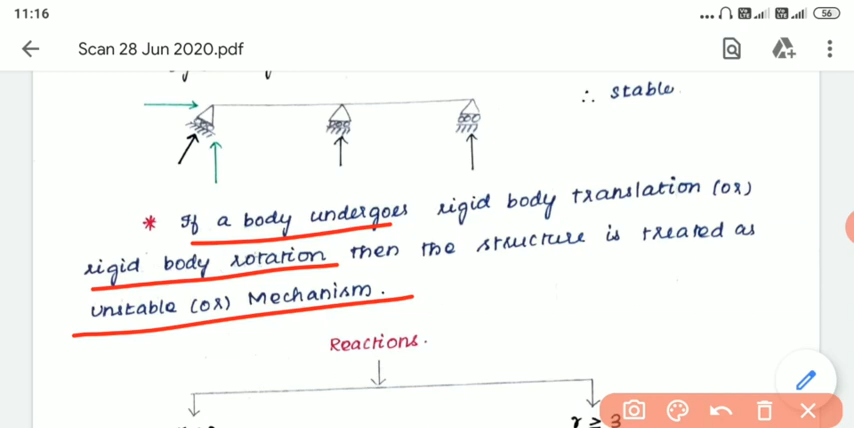 11:16
56
Scan 28 Jun 2020.pdf
∴ stable
* If a body undergoes rigid body translation (or)
rigid body rotation then the structure is treated as
unstable (or) Mechanism.
Reactions.
r ≥ 3